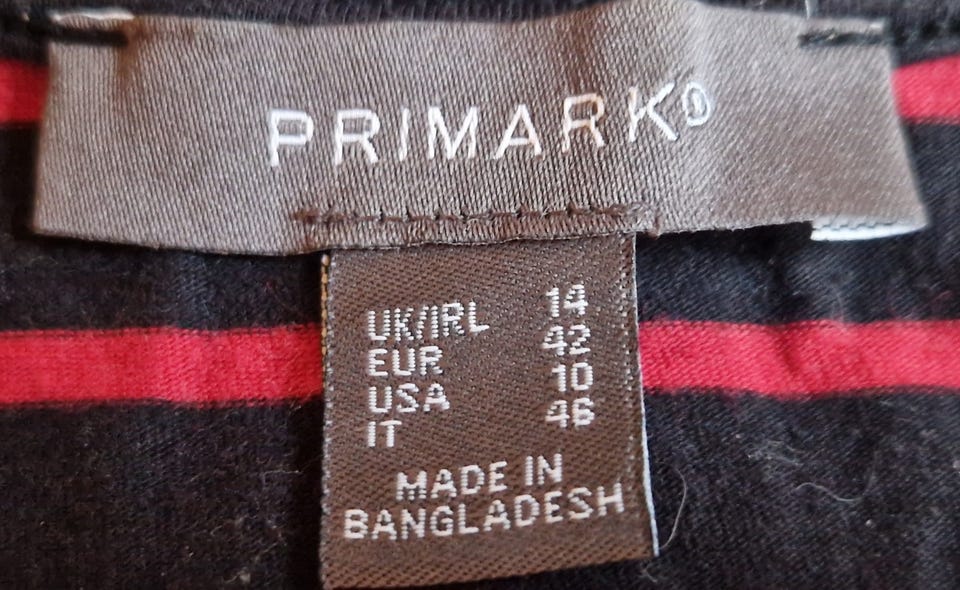 PRIMARK®
UK/IRL 14
EUR 42
USA 10
IT 46
MADE IN
BANGLADESH